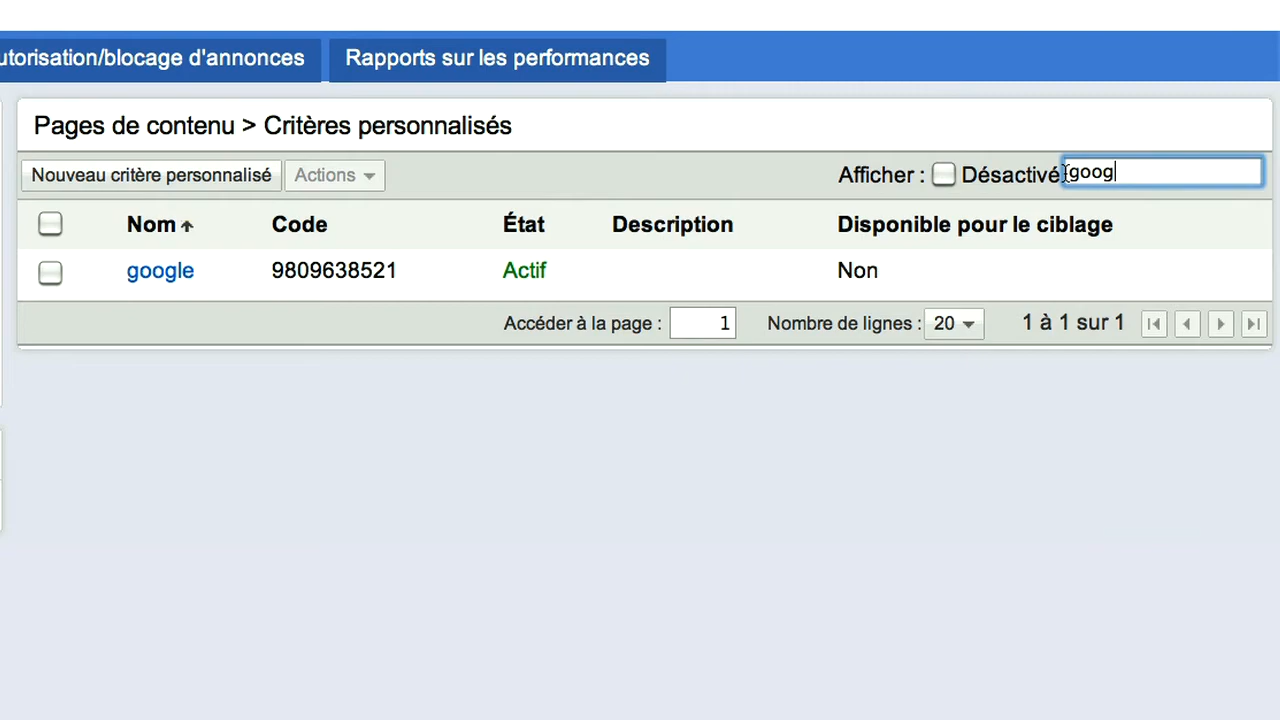 utorisation/blocage d'annonces Rapports sur les performances
Pages de contenu > Critères personnalisés
Nouveau critère personnalisé Actions Afficher : Désactivé goog
Nom Code État Description Disponible pour le ciblage
google 9809638521 Actif Non
Accéder à la page : 1 Nombre de lignes : 20 1 à 1 sur 1